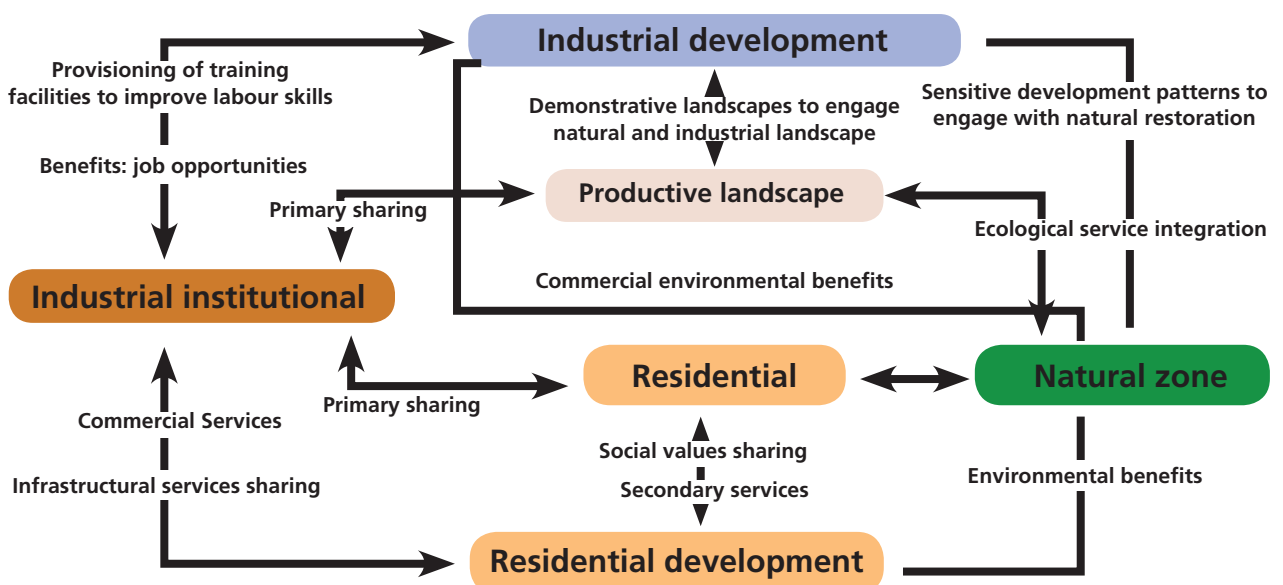 Industrial development
Provisioning of training
facilities to improve labour skills
Demonstrative landscapes to engage
natural and industrial landscape
Sensitive development patterns to
engage with natural restoration
Benefits: job opportunities
Productive landscape
Primary sharing
Ecological service integration
Commercial environmental benefits
Industrial institutional
Residential
Natural zone
Primary sharing
Commercial Services
Social values sharing
Environmental benefits
Infrastructural services sharing
Secondary services
Residential development